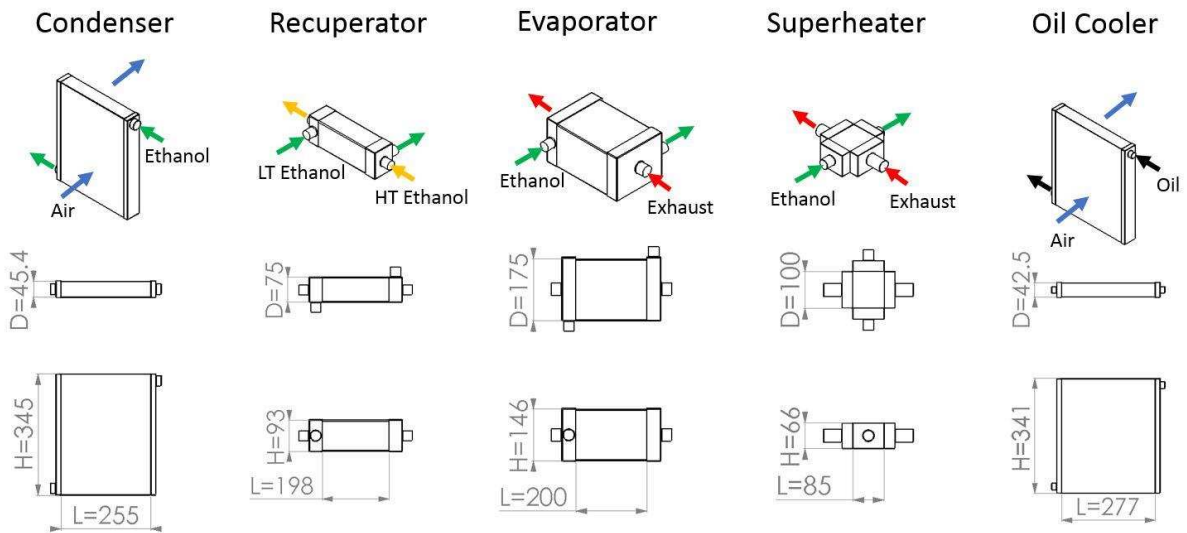 Condenser
Recuperator
Evaporator
Superheater
Oil Cooler
Ethanol
Air
LT Ethanol
HT Ethanol
Ethanol
Exhaust
Ethanol
Exhaust
Oil
Air
D=45.4
D=75
D=175
D=100
D=42.5
H=345
H=93
H=146
H=66
H=341
L=255
L=198
L=200
L=85
L=277